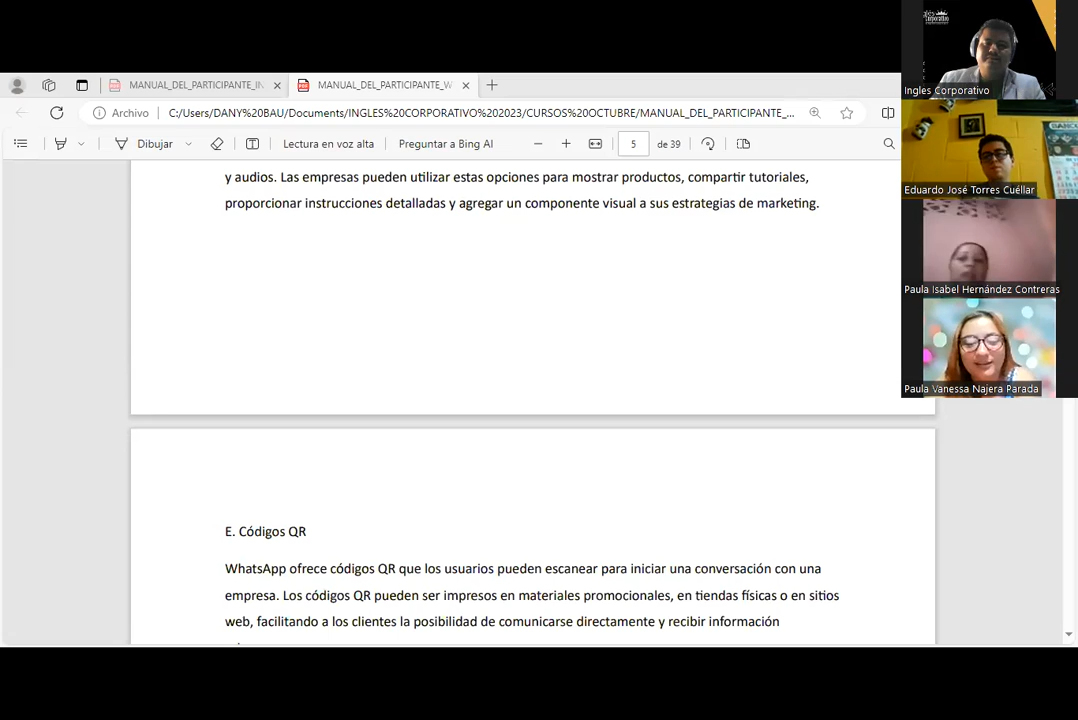 Inglés
Corporativo
Ingles Corporativo
MANUAL_DEL_PARTICIPANTE_IN
MANUAL_DEL_PARTICIPANTE_W
Archivo
C:/Users/DANY%20BAU/Documents/INGLES%20CORPORATIVO%202023/CURSOS%20OCTUBRE/MANUAL_DEL_PARTICIPANTE_...
Dibujar
Lectura en voz alta
Preguntar a Bing AI
5
de 39
Eduardo José Torres Cuéllar
Paula Isabel Hernández Contreras
Paula Vanessa Najera Parada
y audios. Las empresas pueden utilizar estas opciones para mostrar productos, compartir tutoriales,
proporcionar instrucciones detalladas y agregar un componente visual a sus estrategias de marketing.
E. Códigos QR
WhatsApp ofrece códigos QR que los usuarios pueden escanear para iniciar una conversación con una
empresa. Los códigos QR pueden ser impresos en materiales promocionales, en tiendas físicas o en sitios
web, facilitando a los clientes la posibilidad de comunicarse directamente y recibir información